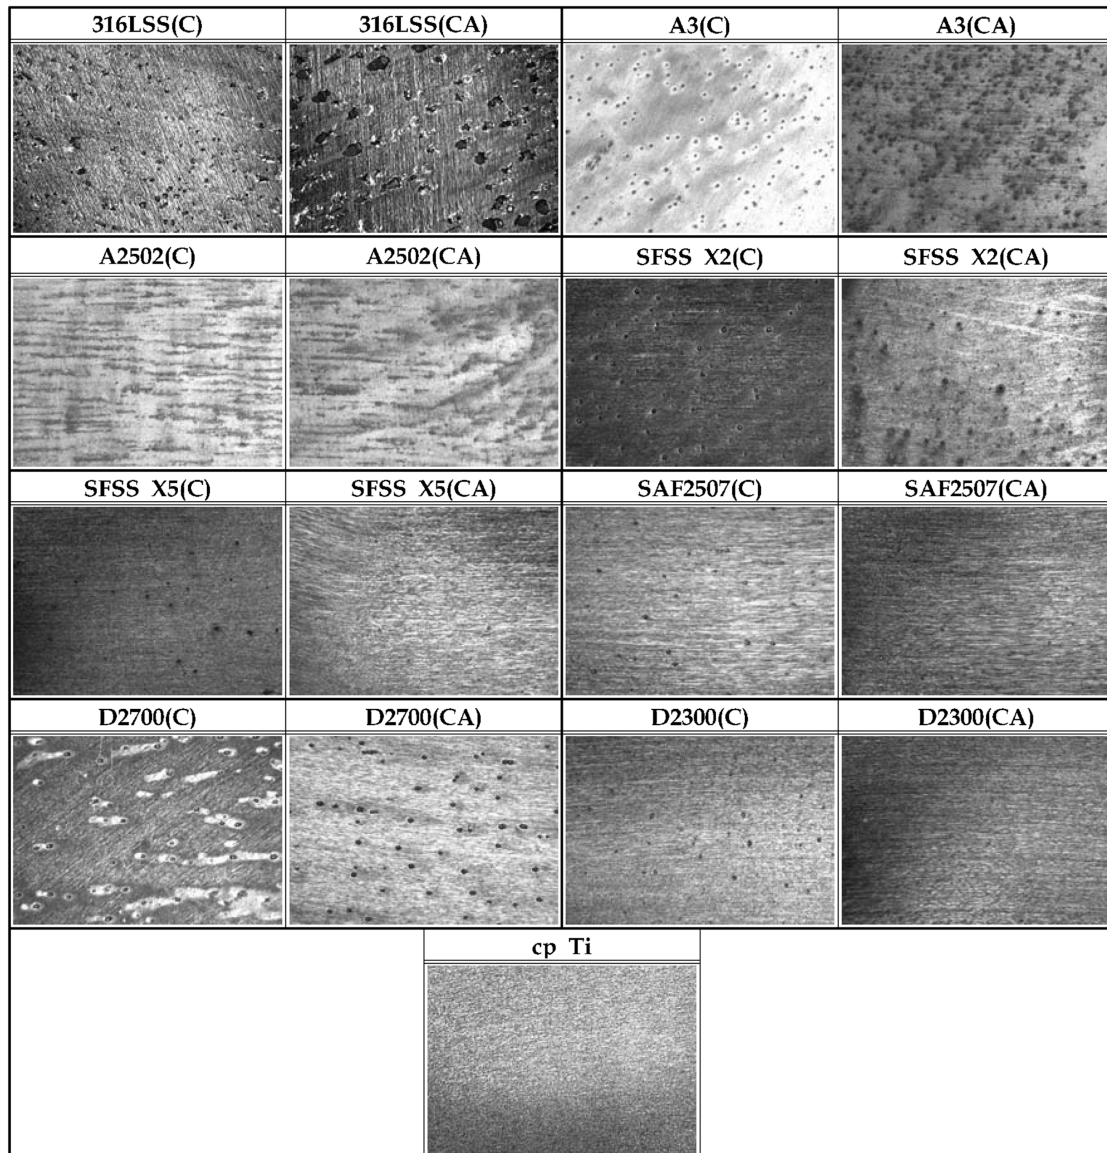 316LSS(C) 316LSS(CA) A3(C) A3(CA)
A2502(C) A2502(CA) SFSS X2(C) SFSS X2(CA)
SFSS X5(C) SFSS X5(CA) SAF2507(C) SAF2507(CA)
D2700(C) D2700(CA) D2300(C) D2300(CA)
cp Ti